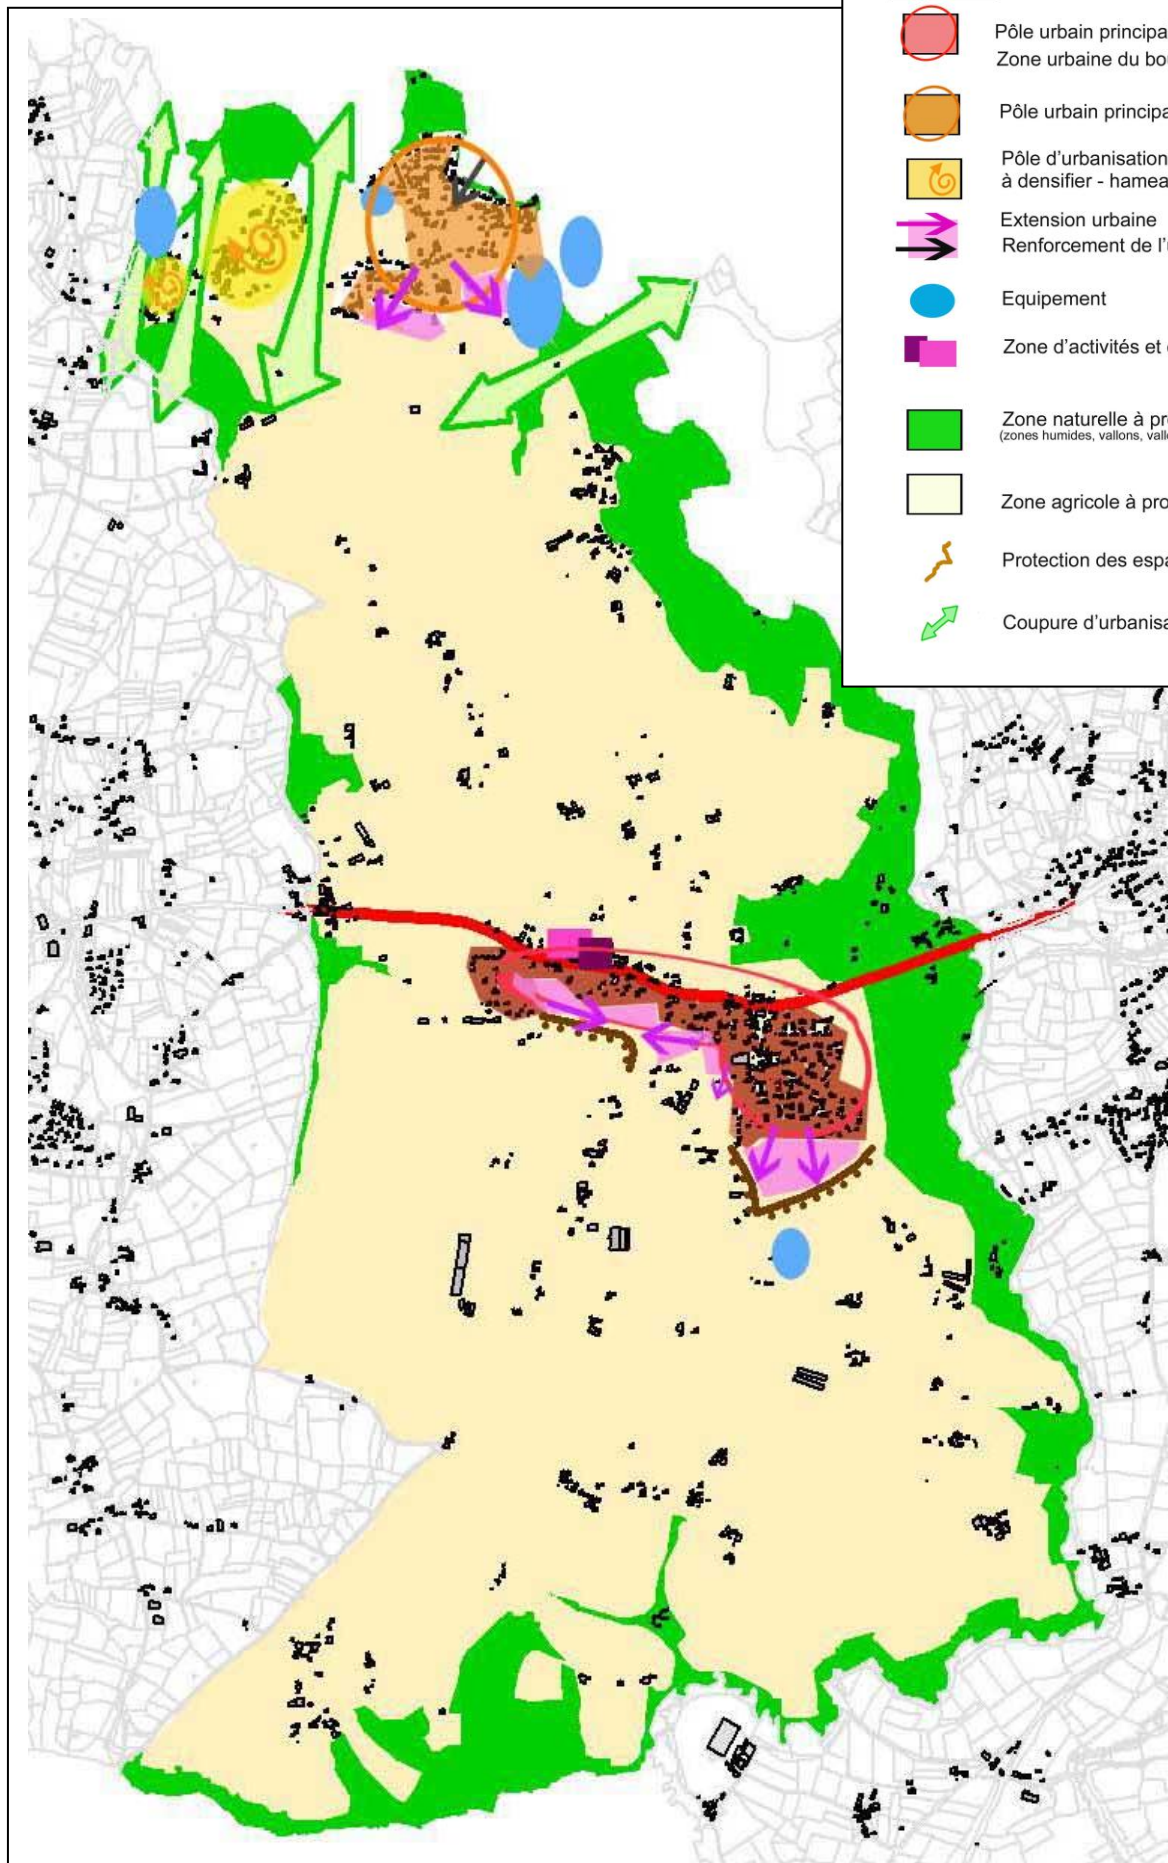 Pôle urbain principa
Zone urbaine du bou
Pôle urbain principa
Pôle d'urbanisation
à densifier - hamea
Extension urbaine
Renforcement de l'u
Equipement
Zone d'activités et
Zone naturelle à pr
(zones humides, vallons, vall
Zone agricole à pro
Protection des espa
Coupure d'urbanisa